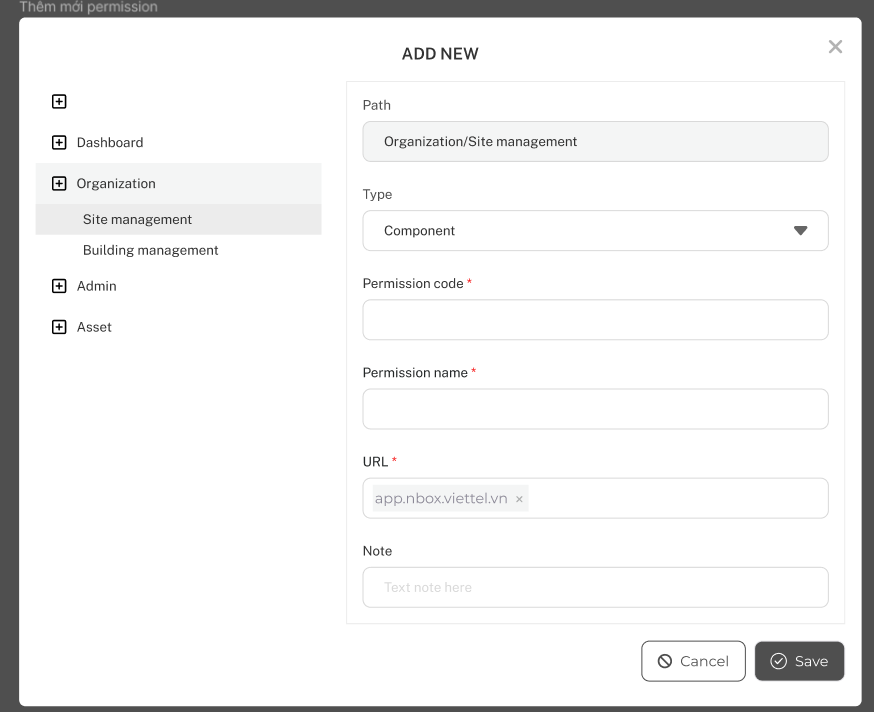 Thêm mới permission
ADD NEW
Dashboard
Organization
Site management
Building management
Admin
Asset
Path
Organization/Site management
Type
Component
Permission code *
Permission name *
URL *
app.nbox.viettel.vn ×
Note
Text note here
Cancel
Save